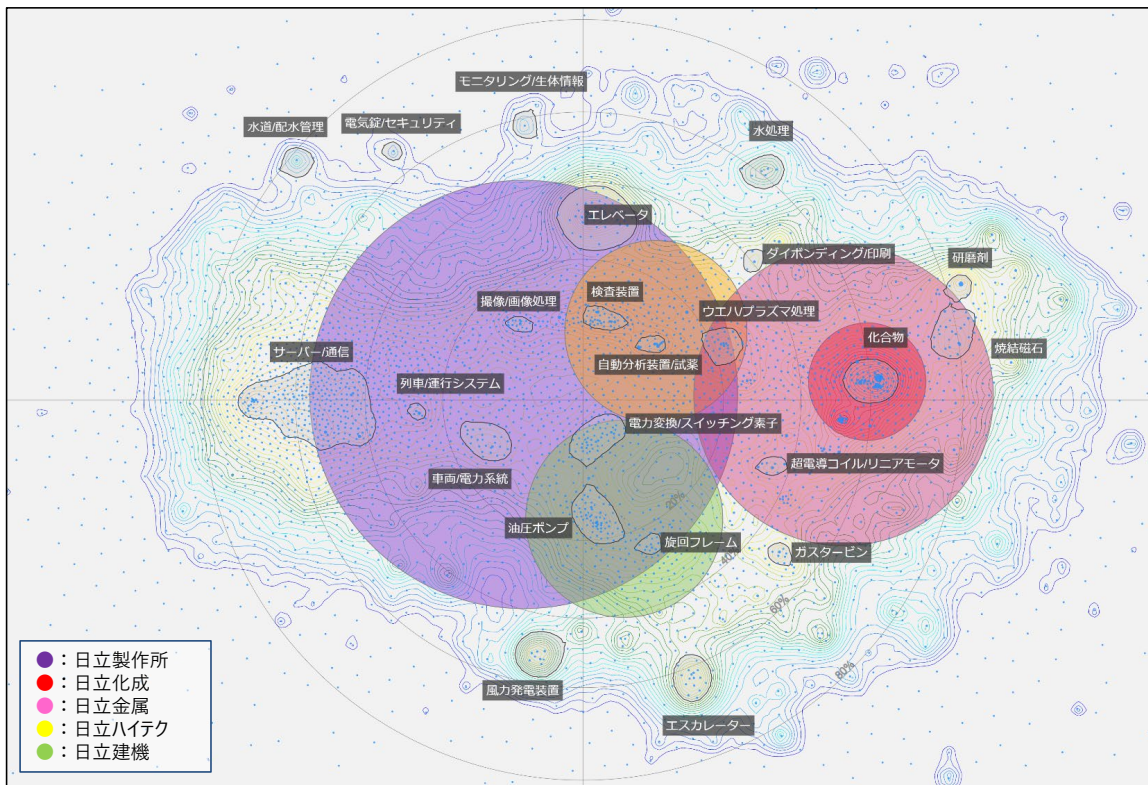 モニタリング/生体情報
水道/配水管理
電気錠/セキュリティ
水処理
エレベータ
ダイボンディング/印刷
研磨剤
撮像/画像処理
検査装置
ウエハ/プラズマ処理
化合物
サーバー/通信
自動分析装置/試薬
焼結磁石
列車/運行システム
電力変換/スイッチング素子
車両/電力系統
超電導コイル/リニアモータ
20%
油圧ポンプ
旋回フレーム
ガスタービン
40%
60%
80%
風力発電装置
エスカレーター
：日立製作所
：日立化成
：日立金属
：日立ハイテク
：日立建機